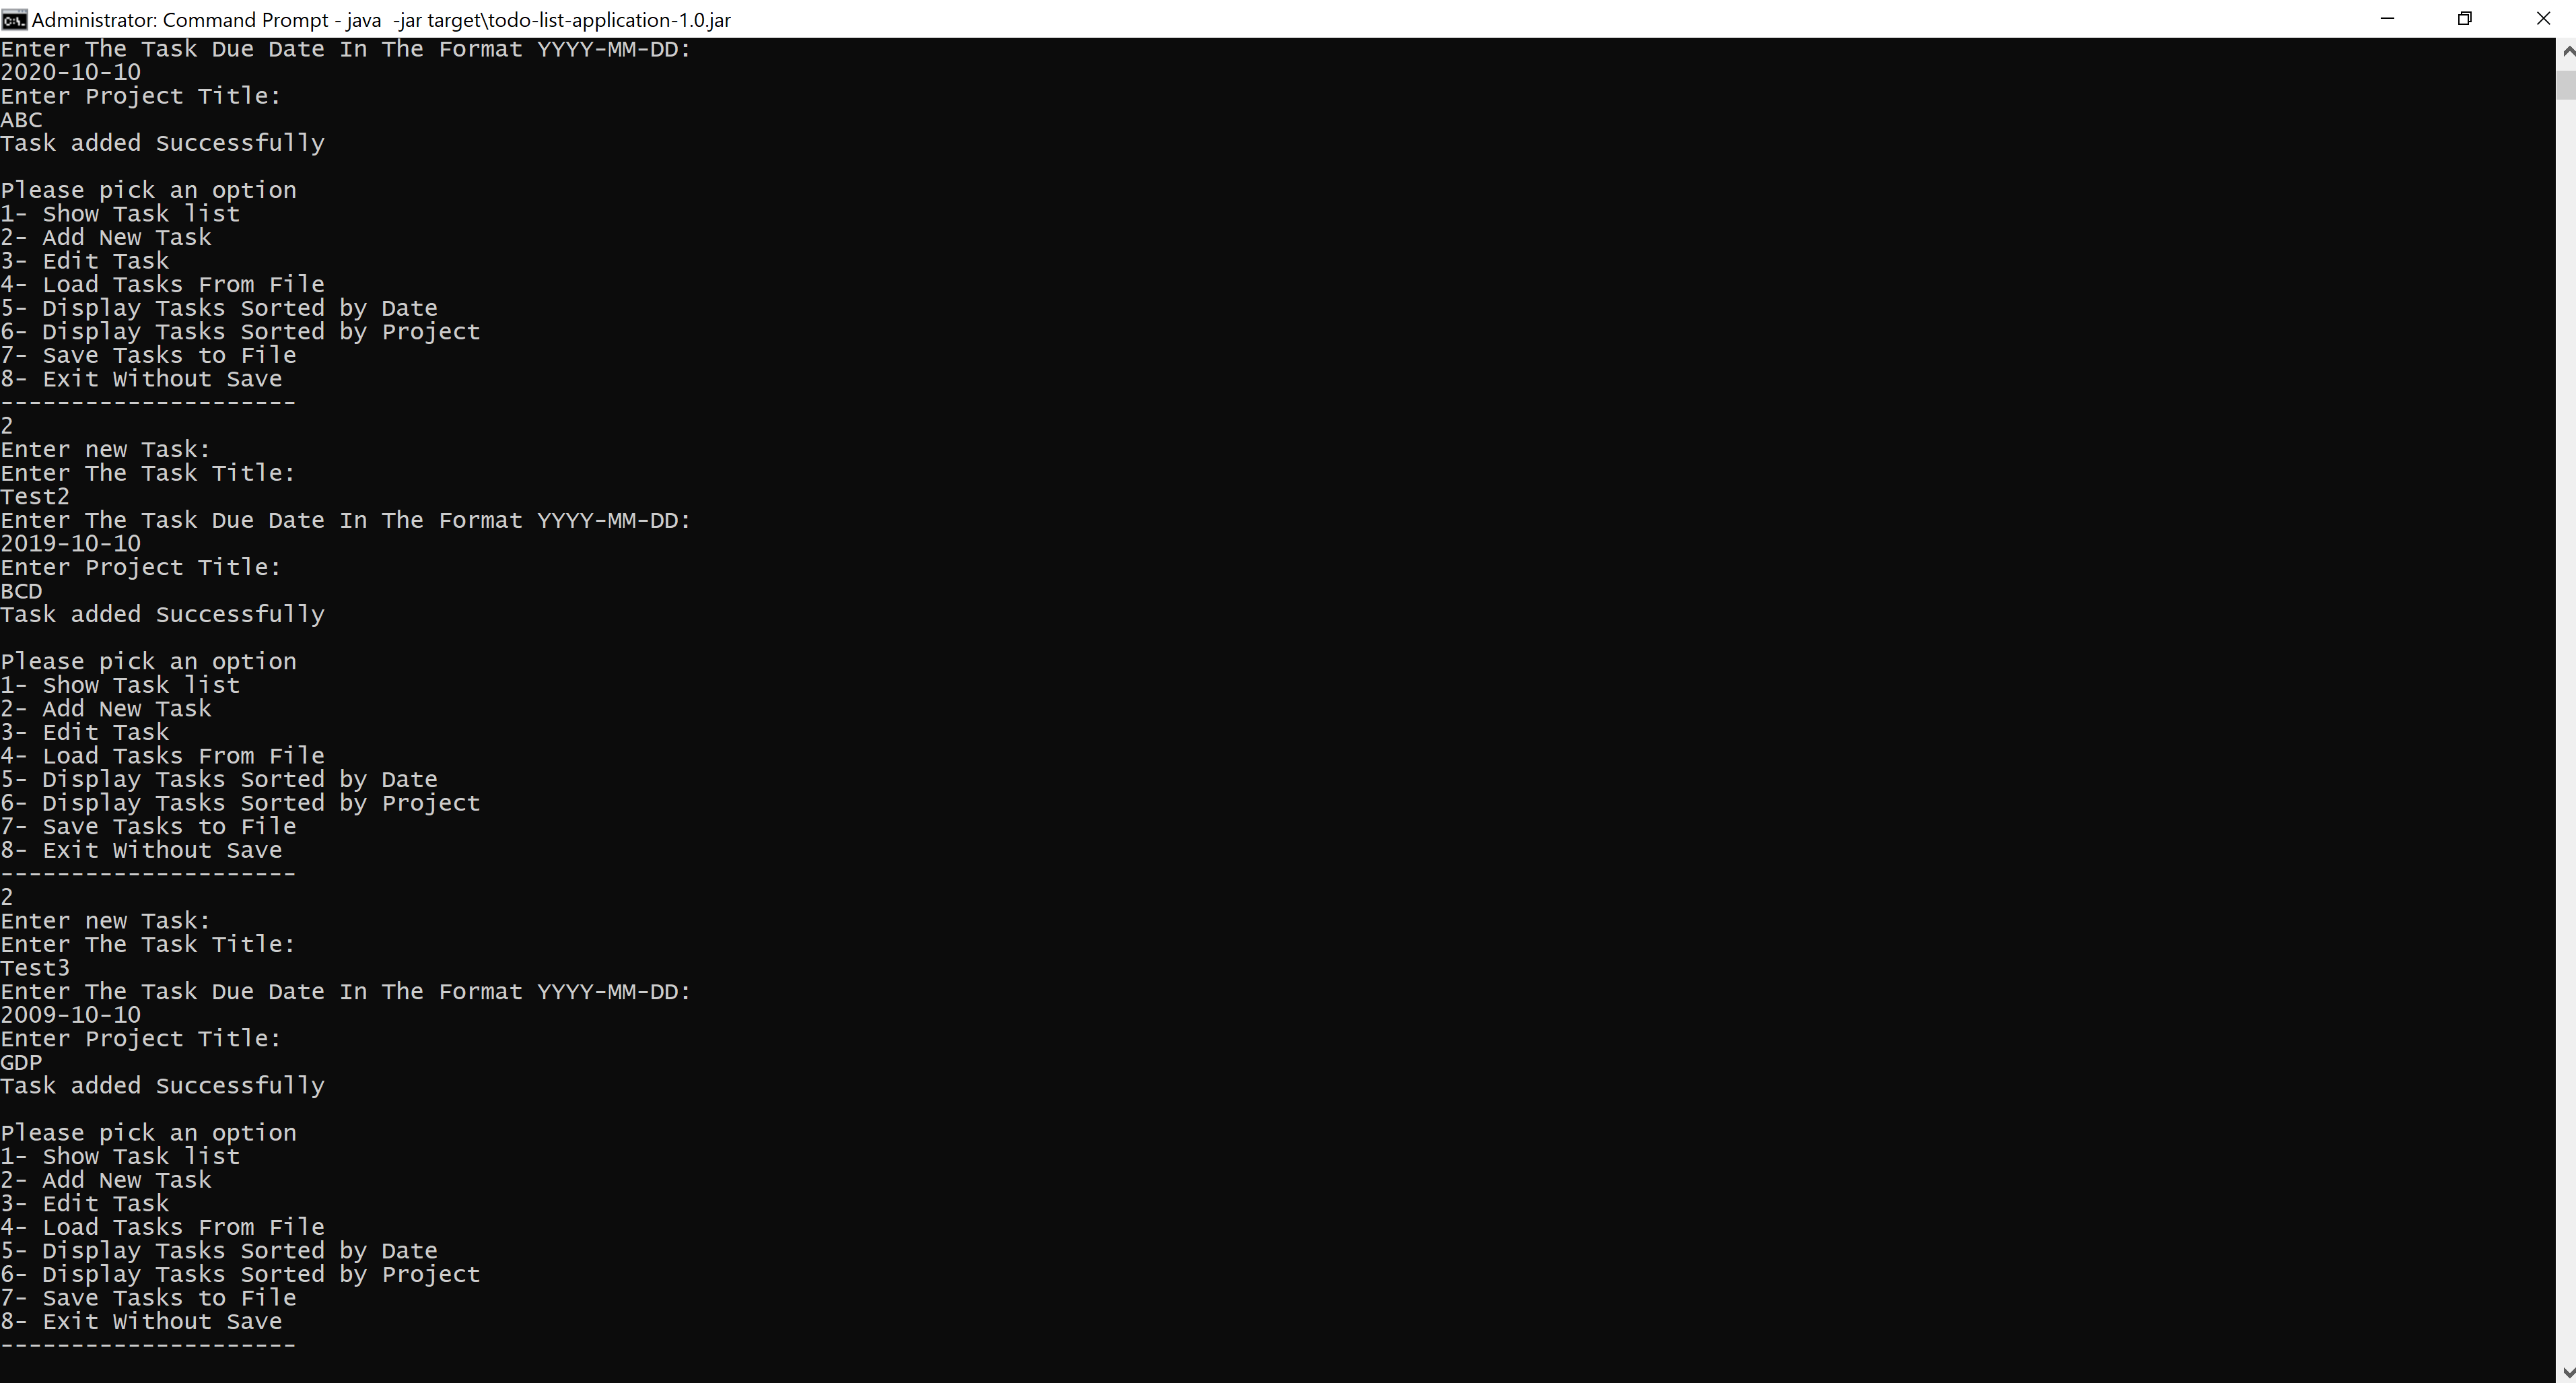 Administrator: Command Prompt - java  -jar target\todo-list-application-1.0.jar
Enter The Task Due Date In The Format YYYY-MM-DD:
2020-10-10
Enter Project Title:
ABC
Task added Successfully

Please pick an option
1- Show Task list
2- Add New Task
3- Edit Task
4- Load Tasks From File
5- Display Tasks Sorted by Date
6- Display Tasks Sorted by Project
7- Save Tasks to File
8- Exit Without Save
---------------------
2
Enter new Task:
Enter The Task Title:
Test2
Enter The Task Due Date In The Format YYYY-MM-DD:
2019-10-10
Enter Project Title:
BCD
Task added Successfully

Please pick an option
1- Show Task list
2- Add New Task
3- Edit Task
4- Load Tasks From File
5- Display Tasks Sorted by Date
6- Display Tasks Sorted by Project
7- Save Tasks to File
8- Exit Without Save
---------------------
2
Enter new Task:
Enter The Task Title:
Test3
Enter The Task Due Date In The Format YYYY-MM-DD:
2009-10-10
Enter Project Title:
GDP
Task added Successfully

Please pick an option
1- Show Task list
2- Add New Task
3- Edit Task
4- Load Tasks From File
5- Display Tasks Sorted by Date
6- Display Tasks Sorted by Project
7- Save Tasks to File
8- Exit Without Save
---------------------